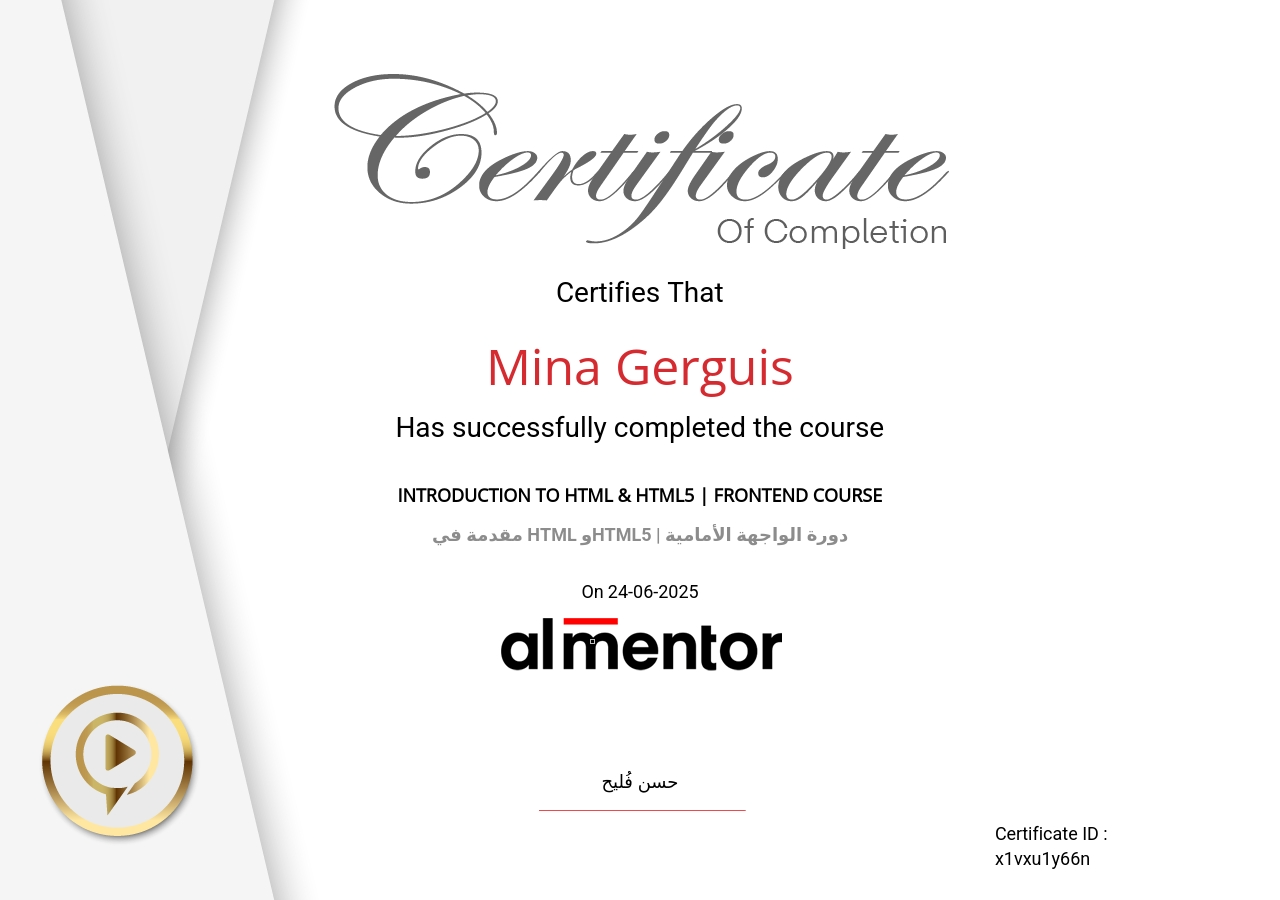 Certificate
Of Completion
Certifies That
Mina Gerguis
Has successfully completed the course
INTRODUCTION TO HTML & HTML5 | FRONTEND COURSE
مقدمة في HTML وHTML5 | دورة الواجهة الأمامية
On 24-06-2025
almentor
حسن فُليح
Certificate ID :
x1vxu1y66n